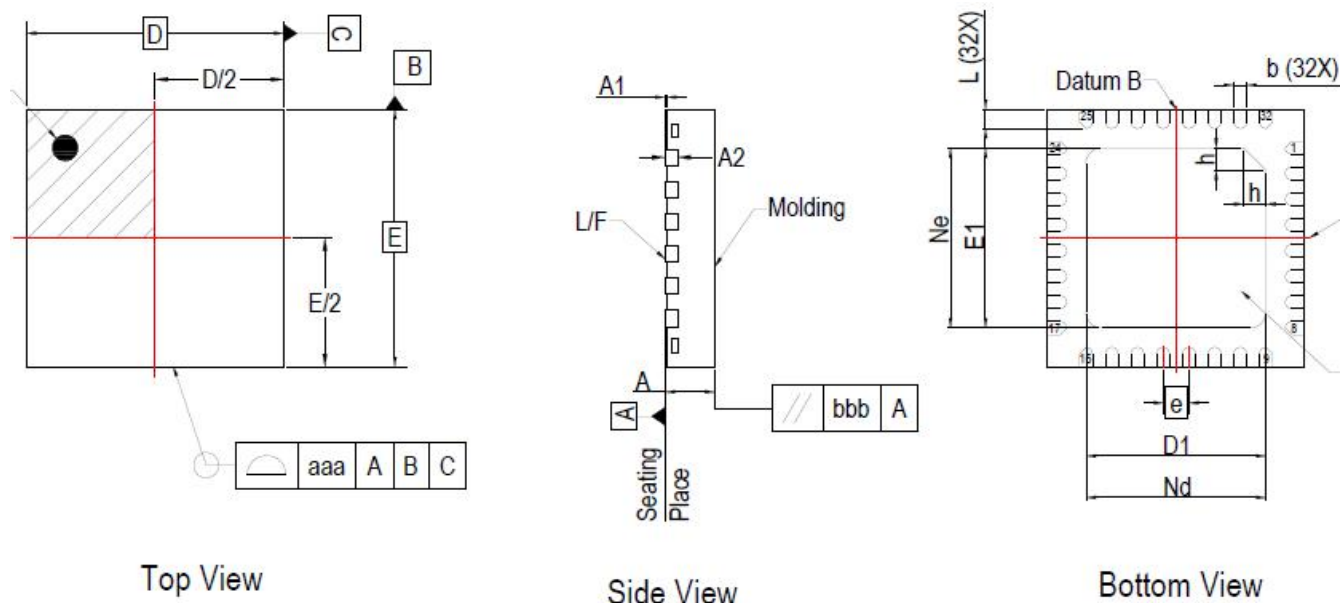 D
C
D/2
B
E
E/2
aaa A B C
Top View
A1
A2
L/F
Molding
A
A
Seating
Place
// bbb A
Side View
L (32X)
b (32X)
Datum B
25
32
24
1
h
h
Ne
E1
17
8
16
9
e
D1
Nd
Bottom View